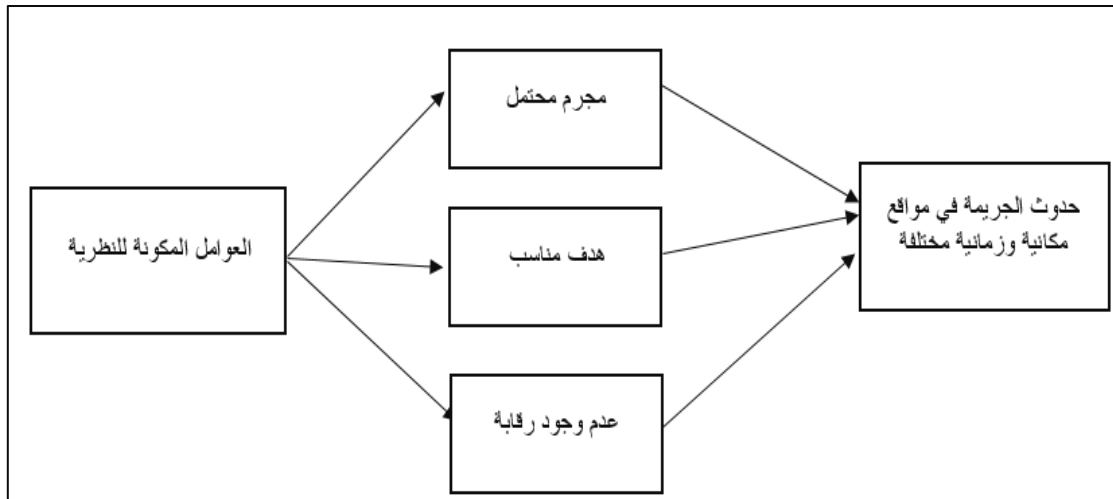 العوامل المكونة للنظرية
مجرم محتمل
هدف مناسب
عدم وجود رقابة
حدوث الجريمة في مواقع
مكانية وزمانية مختلفة